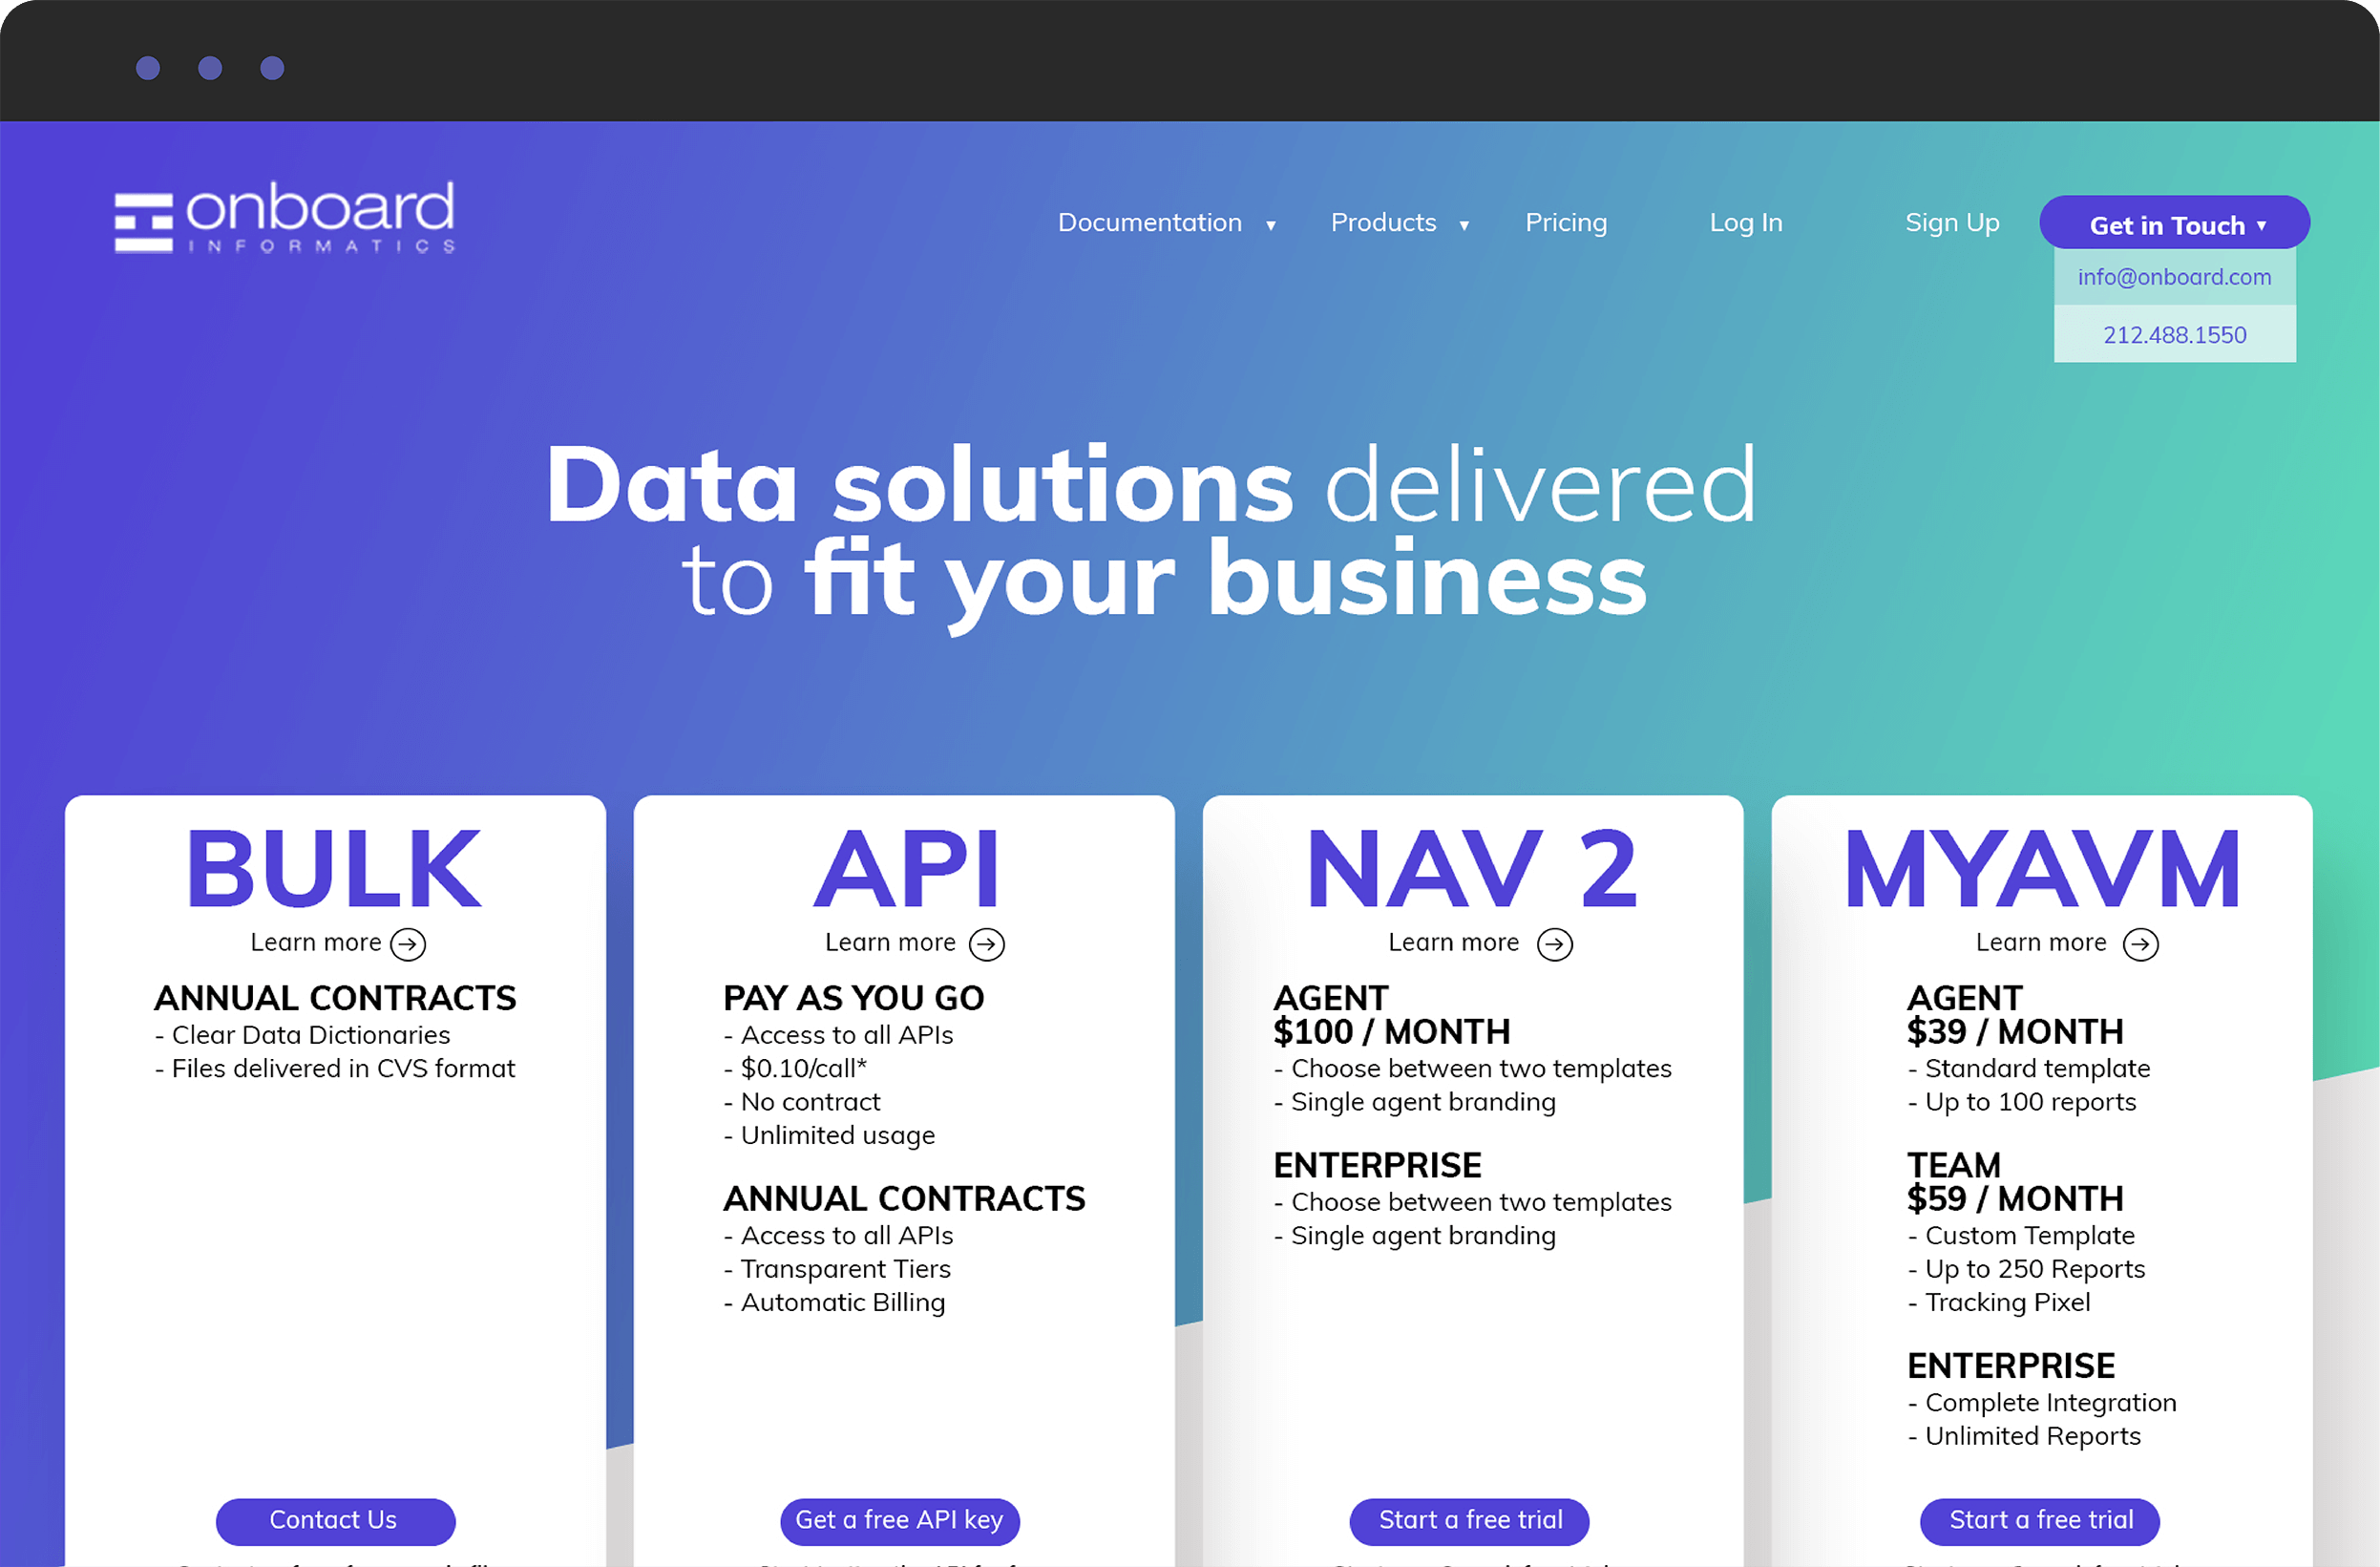 onboard
INFORMATICS
Documentation ▼ Products ▼ Pricing Log In Sign Up Get in Touch ▼
info@onboard.com
212.488.1550
Data solutions delivered
to fit your business
BULK
Learn more
ANNUAL CONTRACTS
- Clear Data Dictionaries
- Files delivered in CVS format
Contact Us
API
Learn more
PAY AS YOU GO
- Access to all APIs
- $0.10/call*
- No contract
- Unlimited usage
ANNUAL CONTRACTS
- Access to all APIs
- Transparent Tiers
- Automatic Billing
Get a free API key
NAV 2
Learn more
AGENT
$100 / MONTH
- Choose between two templates
- Single agent branding
ENTERPRISE
- Choose between two templates
- Single agent branding
Start a free trial
MYAVM
Learn more
AGENT
$39 / MONTH
- Standard template
- Up to 100 reports
TEAM
$59 / MONTH
- Custom Template
- Up to 250 Reports
- Tracking Pixel
ENTERPRISE
- Complete Integration
- Unlimited Reports
Start a free trial